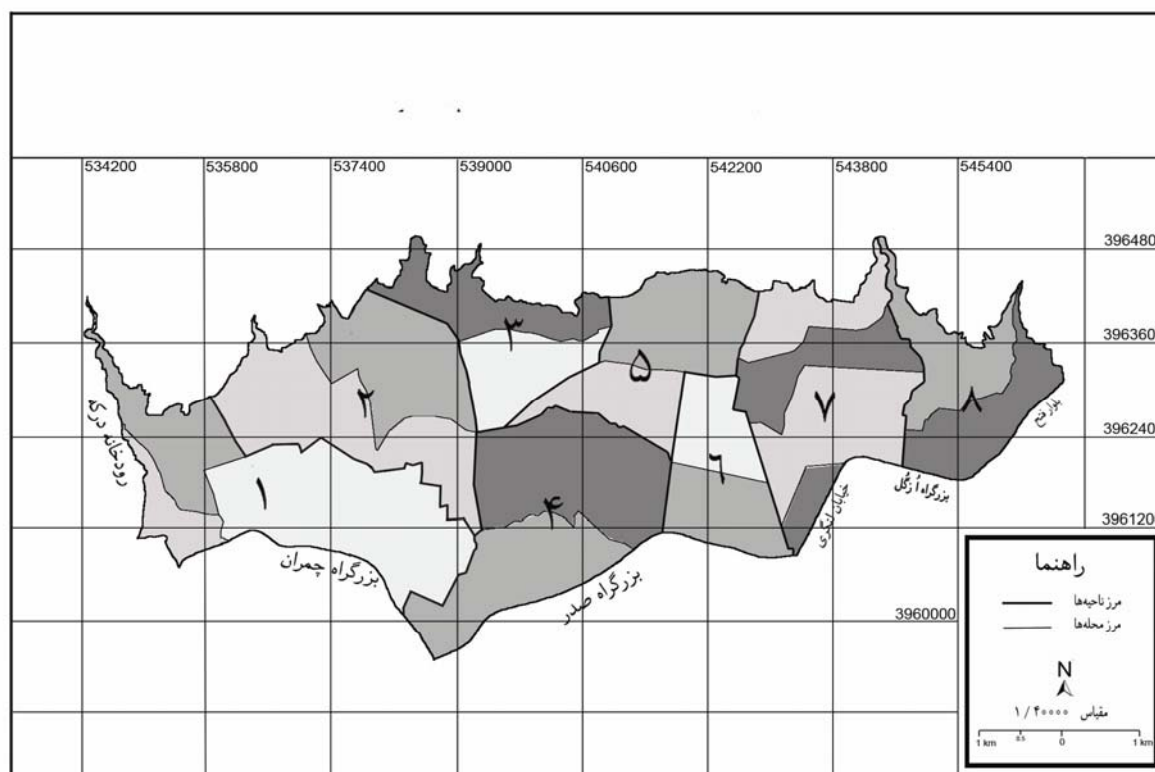 534200 535800 537400 539000 540600 542200 543800 545400
396480
396360
396240
396120
3960000
۳
۵
۲
۷
۸
۱
۶
۴
رودخانه درکه
بزرگراه چمران
بزرگراه صدر
خیابان لنگری
بزرگراه اُزگُل
بلوار فتح
راهنما
مرز ناحیه‌ها
مرز محله‌ها
N
مقیاس ۱/۴۰۰۰۰
1 km 0.5 0 1 km